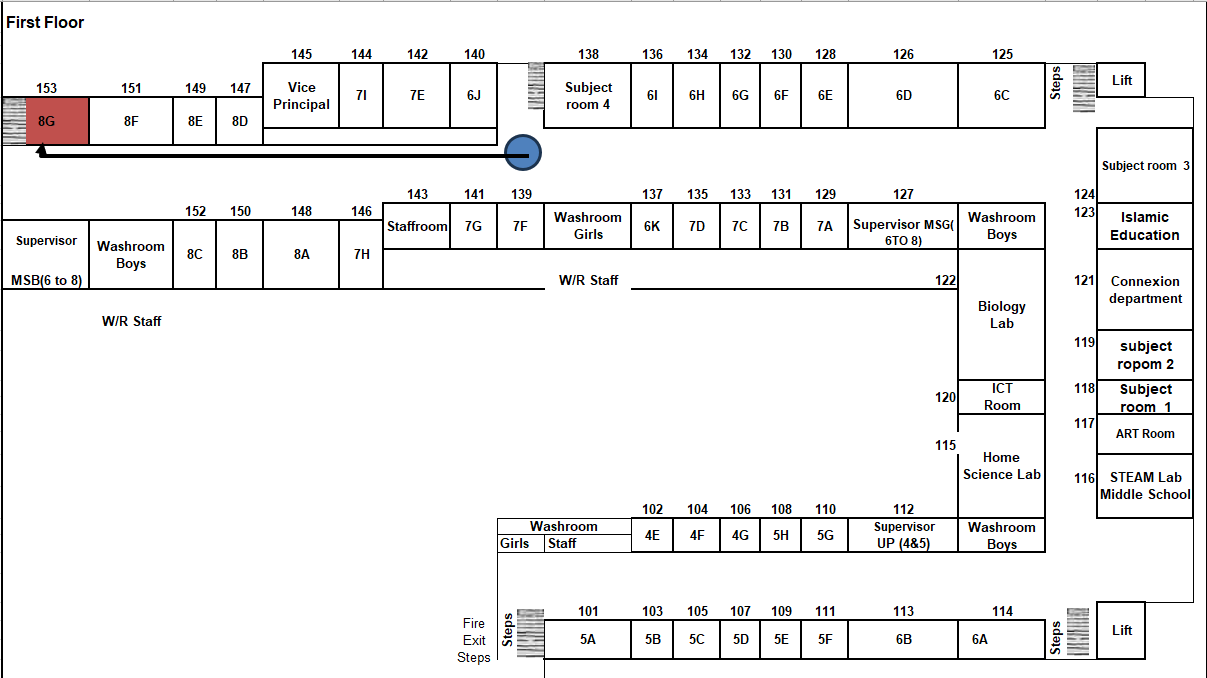 First Floor
145 144 142 140 138 136 134 132 130 128 126 125
153 151 149 147
Vice
Principal
7I 7E 6J
Subject
room 4
6I 6H 6G 6F 6E 6D 6C
Steps
Lift
8G 8F 8E 8D
Subject room 3
143 141 139 137 135 133 131 129 127
124
152 150 148 146
123
Staffroom 7G 7F
Washroom
Girls
6K 7D 7C 7B 7A
Supervisor MSG(
6TO 8)
Washroom
Boys
Islamic
Education
Supervisor
MSB(6 to 8)
Washroom
Boys
8C 8B 8A 7H
W/R Staff
122
121
Connexion
department
Biology
Lab
W/R Staff
119
subject
ropom 2
118
Subject
room 1
120
ICT
Room
117
ART Room
115
Home
Science Lab
116
STEAM Lab
Middle School
102 104 106 108 110 112
Washroom
Girls Staff
4E 4F 4G 5H 5G
Supervisor
UP (4&5)
Washroom
Boys
101 103 105 107 109 111 113 114
Fire
Exit
Steps
Steps
5A 5B 5C 5D 5E 5F 6B 6A
Steps
Lift